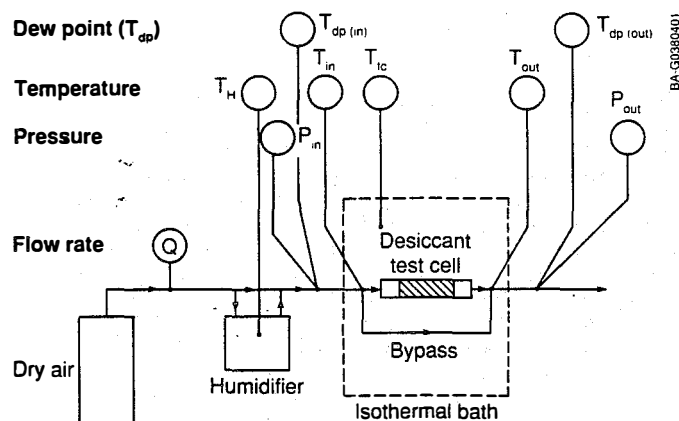 Dew point (T_dp)
T_dp (in)
T_dp (out)
Temperature
T_H
T_in
T_tc
T_out
Pressure
P_in
P_out
Flow rate
Q
Desiccant
test cell
Bypass
Dry air
Humidifier
Isothermal bath
BA-G0380401